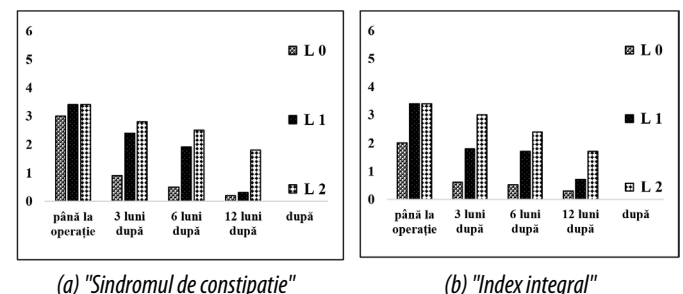 6
5
4
3
2
1
0
L 0
L 1
L 2
până la operație
3 luni după
6 luni după
12 luni după
după
(a) "Sindromul de constipație"
6
5
4
3
2
1
0
L 0
L 1
L 2
până la operație
3 luni după
6 luni după
12 luni după
după
(b) "Index integral"